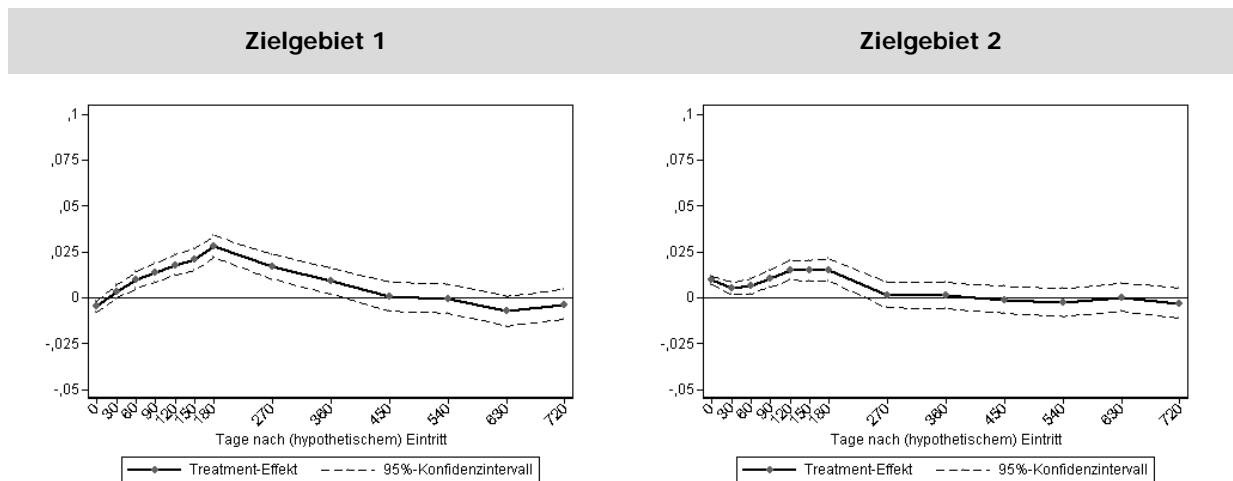 Zielgebiet 1
Zielgebiet 2
,1
,075
,05
,025
0
-,025
-,05
0 30 60 90 120 150 180 270 360 450 540 630 720
Tage nach (hypothetischem) Eintritt
Treatment-Effekt 95%-Konfidenzintervall
,1
,075
,05
,025
0
-,025
-,05
0 30 60 90 120 150 180 270 360 450 540 630 720
Tage nach (hypothetischem) Eintritt
Treatment-Effekt 95%-Konfidenzintervall